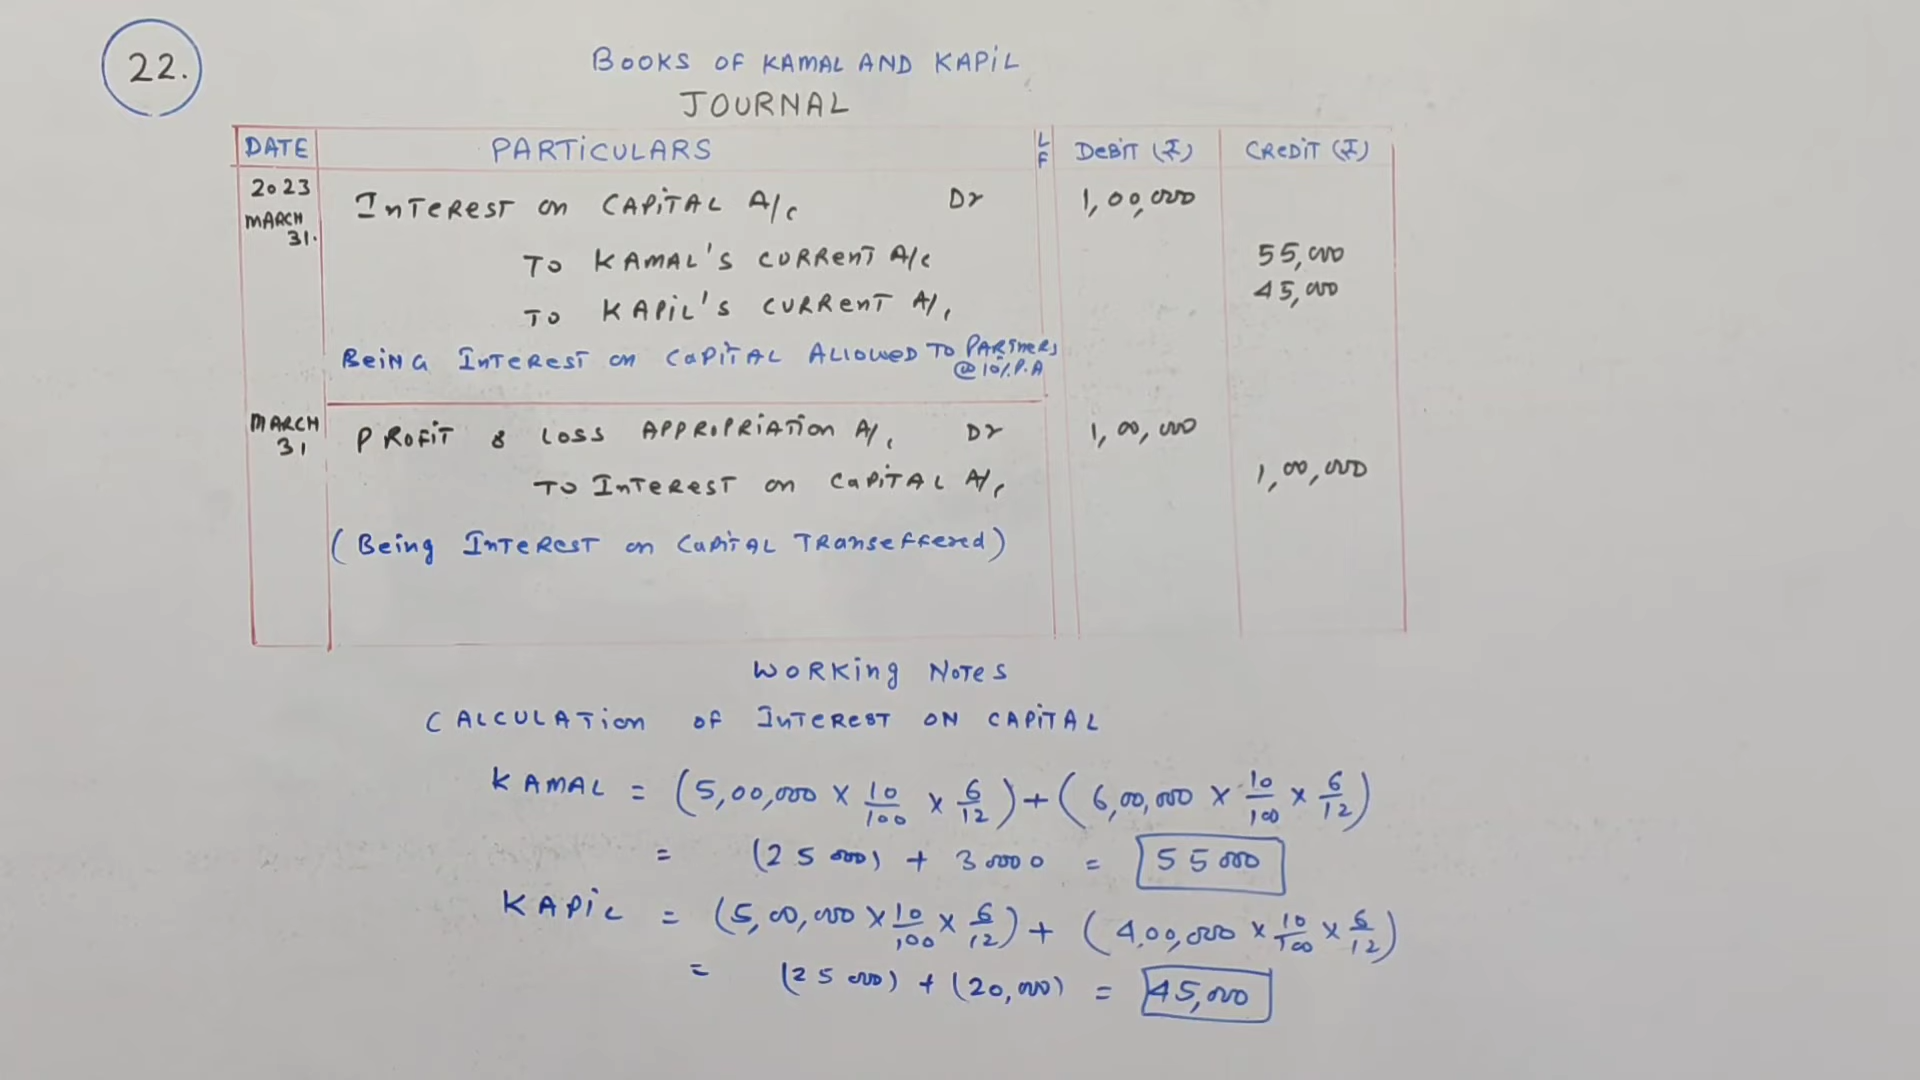 22.
BOOKS OF KAMAL AND KAPIL
JOURNAL
DATE PARTICULARS LF DEBIT (₹) CREDIT (₹)
2023 MARCH 31. INTEREST on CAPITAL A/c Dr 1,00,000
TO KAMAL'S CURRENT A/c 55,000
TO KAPIL'S CURRENT A/c 45,000
BEING INTEREST on CAPITAL ALLOWED TO PARTNERS @ 10% P.A
MARCH 31 PROFIT & LOSS APPROPRIATION A/c Dr 1,00,000
TO INTEREST on CAPITAL A/c 1,00,000
(Being INTEREST on CAPITAL TRANSEFFERED)
WORKING NOTES
CALCULATION OF INTEREST ON CAPITAL
KAMAL = (5,00,000 × 10/100 × 6/12) + (6,00,000 × 10/100 × 6/12)
= (25000) + 30000 = 55000
KAPIL = (5,00,000 × 10/100 × 6/12) + (4,00,000 × 10/100 × 6/12)
= (25000) + (20,000) = 45,000